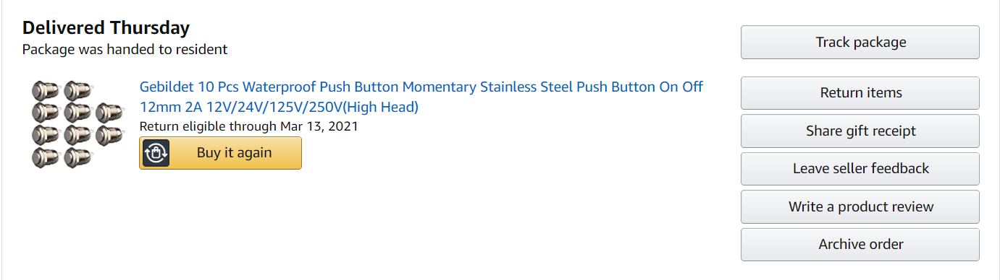 Delivered Thursday
Package was handed to resident
Gebildet 10 Pcs Waterproof Push Button Momentary Stainless Steel Push Button On Off
12mm 2A 12V/24V/125V/250V(High Head)
Return eligible through Mar 13, 2021
Buy it again
Track package
Return items
Share gift receipt
Leave seller feedback
Write a product review
Archive order